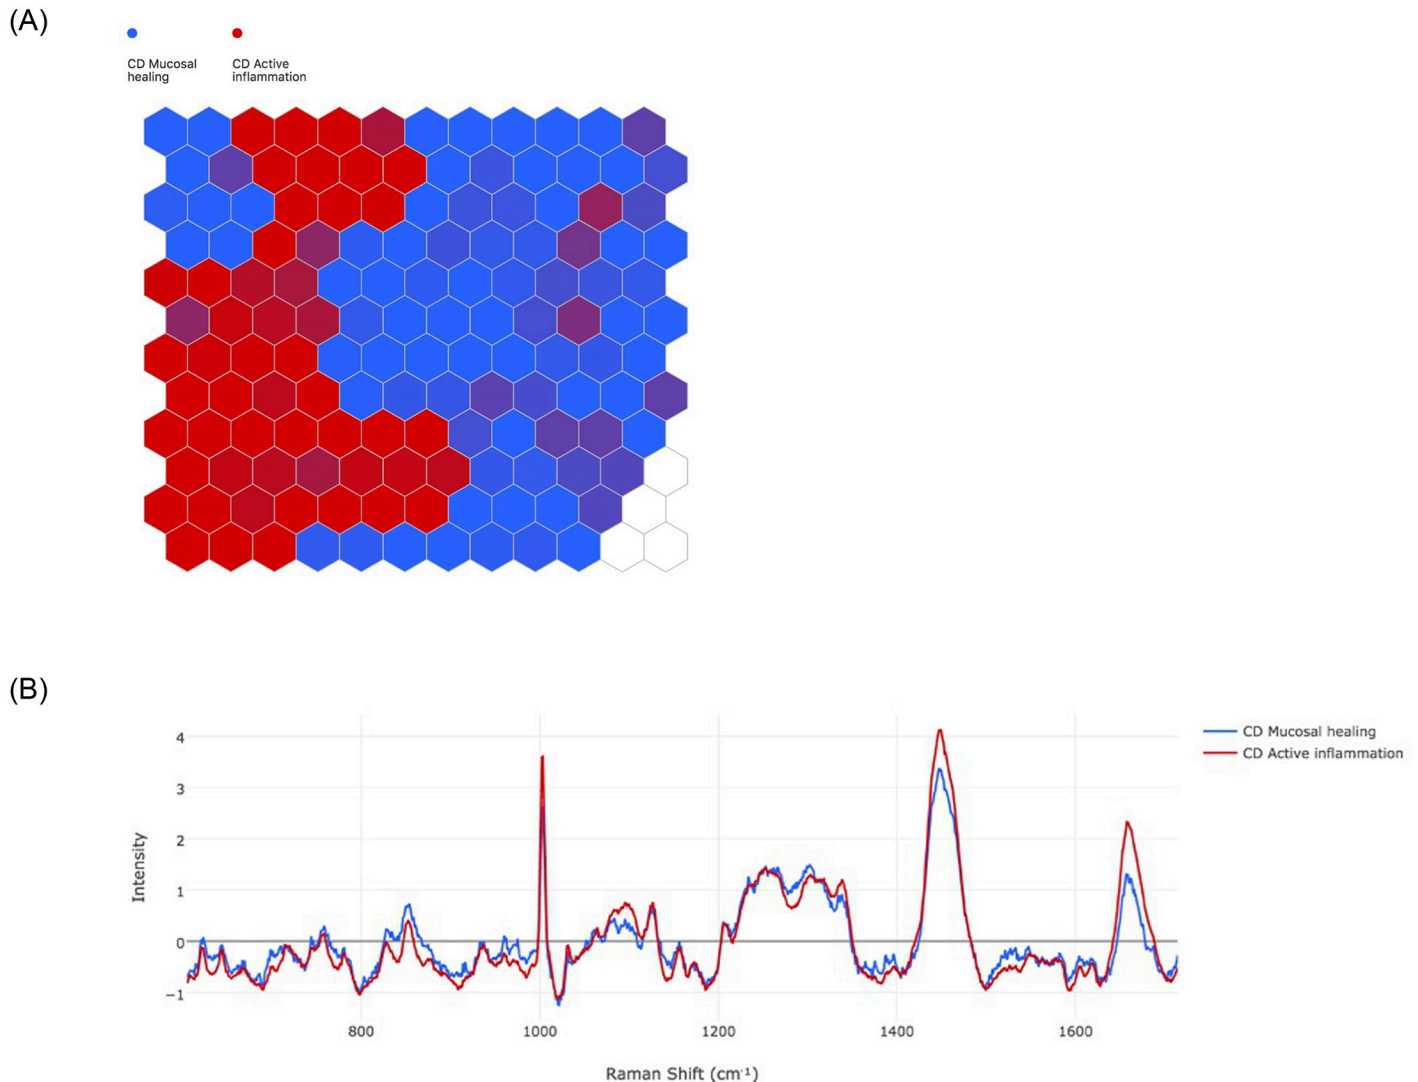 (A)
CD Mucosal
healing
CD Active
inflammation
(B)
CD Mucosal healing
CD Active inflammation
4
3
2
1
0
−1
Intensity
800
1000
1200
1400
1600
Raman Shift (cm⁻¹)